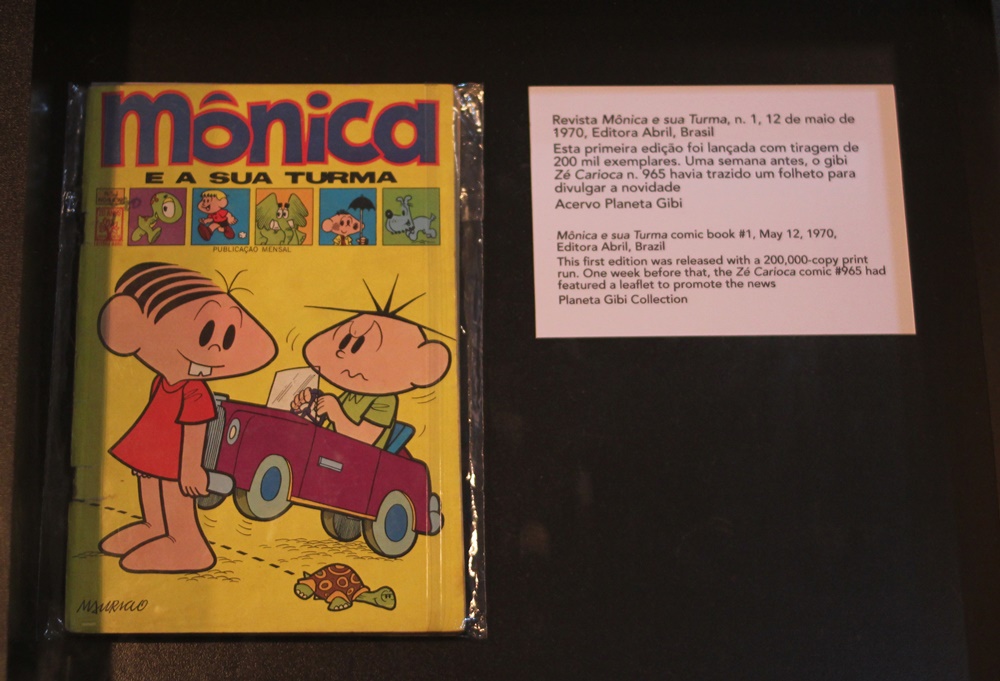 Mônica
E A SUA TURMA
PUBLICAÇÃO MENSAL
MAURICIO
Revista Mônica e sua Turma, n. 1, 12 de maio de
1970, Editora Abril, Brasil
Esta primeira edição foi lançada com tiragem de
200 mil exemplares. Uma semana antes, o gibi
Zé Carioca n. 965 havia trazido um folheto para
divulgar a novidade
Acervo Planeta Gibi
Mônica e sua Turma comic book #1, May 12, 1970,
Editora Abril, Brazil
This first edition was released with a 200,000-copy print
run. One week before that, the Zé Carioca comic #965 had
featured a leaflet to promote the news
Planeta Gibi Collection